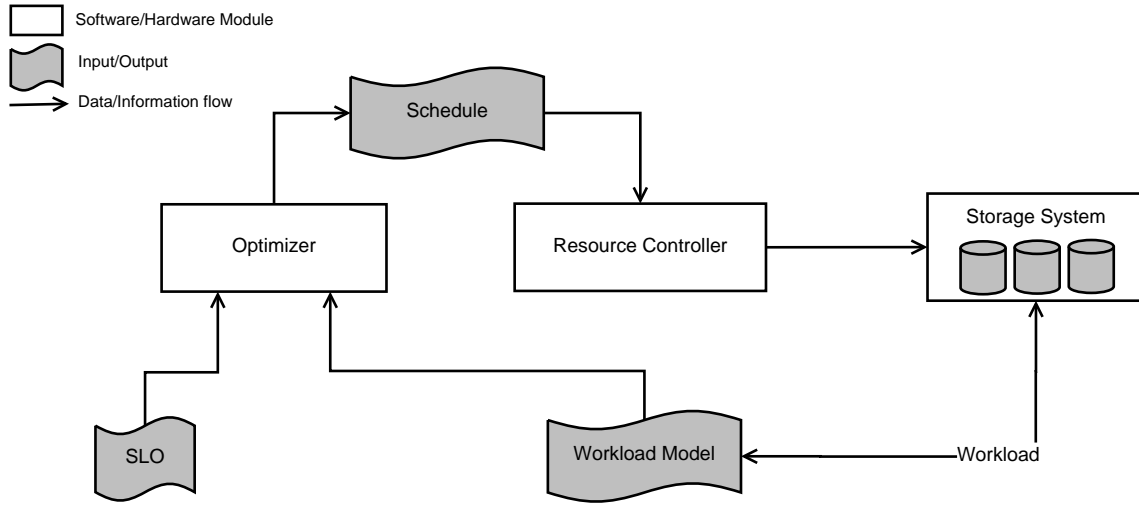 Software/Hardware Module
Input/Output
Data/Information flow
Schedule
Optimizer
Resource Controller
Storage System
SLO
Workload Model
Workload